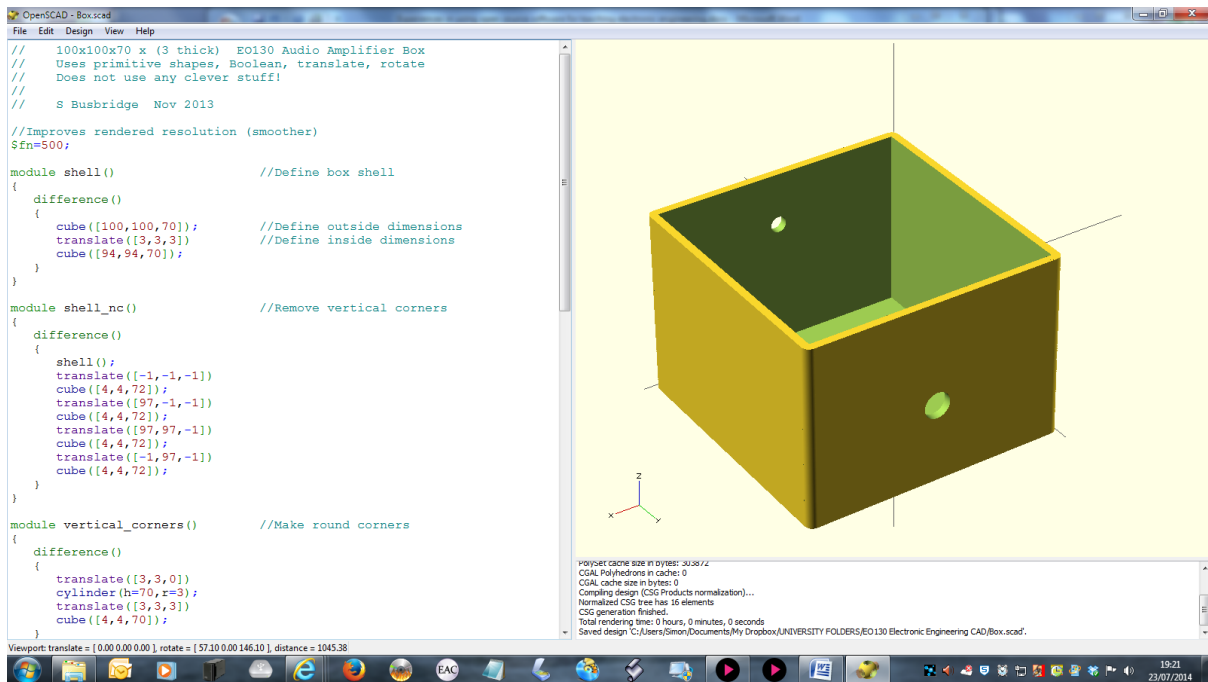 OpenSCAD - Box.scad
File Edit Design View Help
// 100x100x70 x (3 thick) EO130 Audio Amplifier Box
// Uses primitive shapes, Boolean, translate, rotate
// Does not use any clever stuff!
//
// S Busbridge Nov 2013
//Improves rendered resolution (smoother)
$fn=500;
module shell() //Define box shell
{
difference()
{
cube([100,100,70]); //Define outside dimensions
translate([3,3,3]) //Define inside dimensions
cube([94,94,70]);
}
}
module shell_nc() //Remove vertical corners
{
difference()
{
shell();
translate([-1,-1,-1])
cube([4,4,72]);
translate([97,-1,-1])
cube([4,4,72]);
translate([97,97,-1])
cube([4,4,72]);
translate([-1,97,-1])
cube([4,4,72]);
}
}
module vertical_corners() //Make round corners
{
difference()
{
translate([3,3,0])
cylinder(h=70,r=3);
translate([3,3,3])
cube([4,4,70]);
}
z
x
y
PolySet cache size in bytes: 303872
CGAL Polyhedrons in cache: 0
CGAL cache size in bytes: 0
Compiling design (CSG Products normalization)...
Normalized CSG tree has 16 elements
CSG generation finished.
Total rendering time: 0 hours, 0 minutes, 0 seconds
Saved design 'C:/Users/Simon/Documents/My Dropbox/UNIVERSITY FOLDERS/EO130 Electronic Engineering CAD/Box.scad'.
Viewport: translate = [ 0.00 0.00 0.00 ], rotate = [ 57.10 0.00 146.10 ], distance = 1045.38
EAC
19:21
23/07/2014